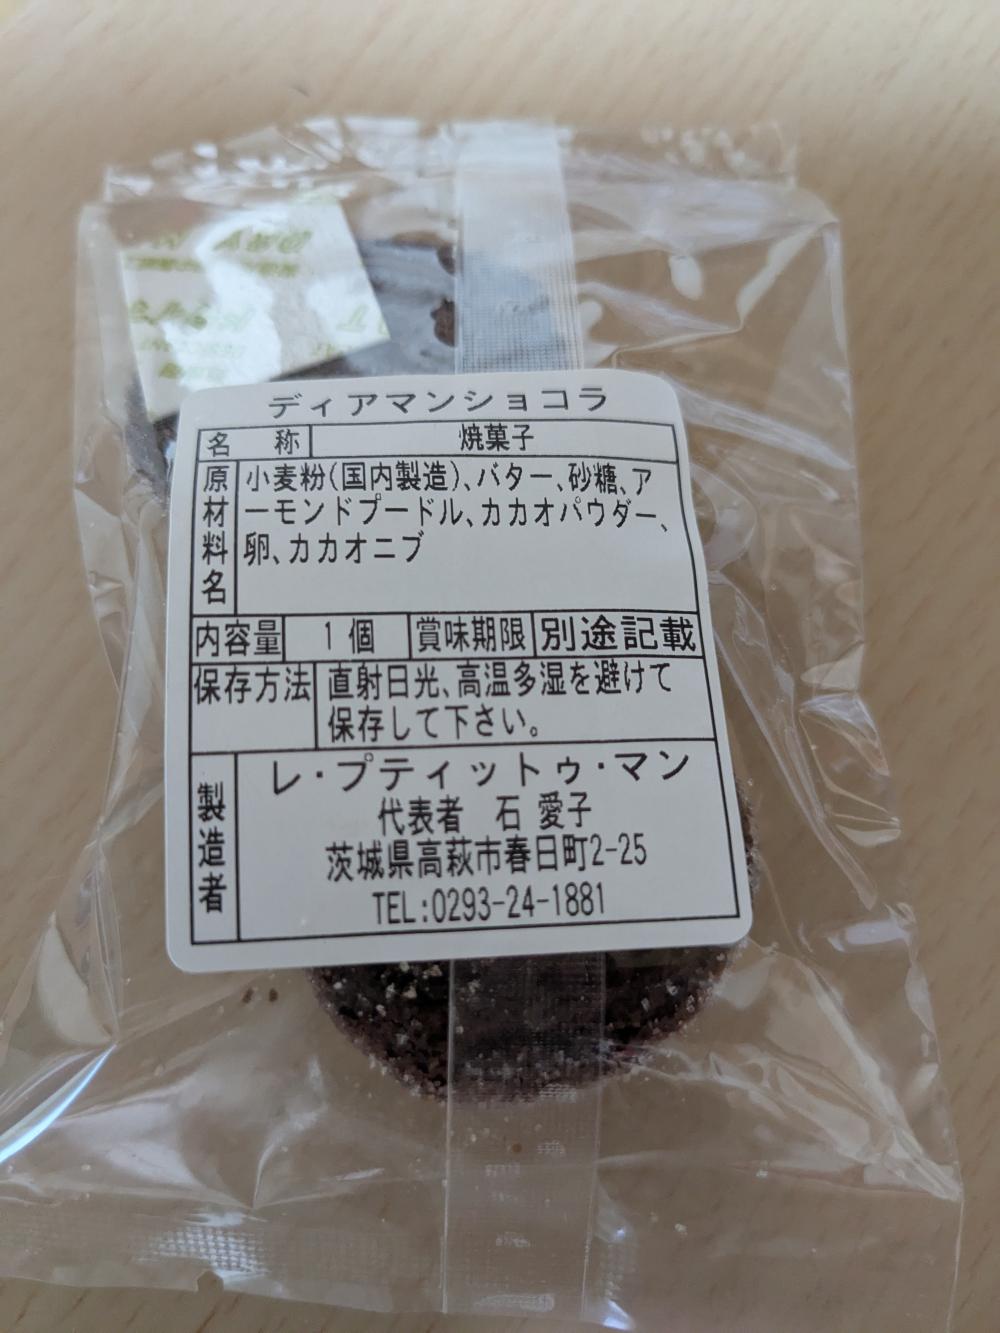 ディアマンショコラ
名称 焼菓子
原材料名 小麦粉(国内製造)、バター、砂糖、ア
ーモンドプードル、カカオパウダー、
卵、カカオニブ
内容量 1個 賞味期限 別途記載
保存方法 直射日光、高温多湿を避けて
保存して下さい。
製造者 レ・プティットゥ・マン
代表者 石 愛子
茨城県高萩市春日町2-25
TEL:0293-24-1881